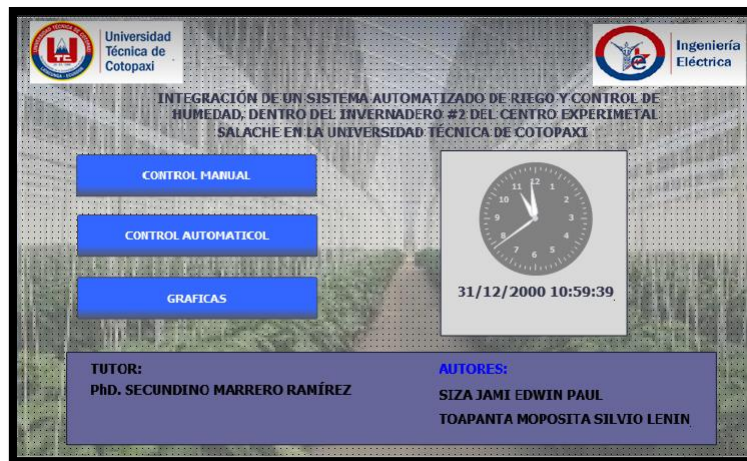 Universidad
Técnica de
Cotopaxi
Ingeniería
Eléctrica
INTEGRACIÓN DE UN SISTEMA AUTOMATIZADO DE RIEGO Y CONTROL DE
HUMEDAD, DENTRO DEL INVERNADERO #2 DEL CENTRO EXPERIMETAL
SALACHE EN LA UNIVERSIDAD TÉCNICA DE COTOPAXI
CONTROL MANUAL
CONTROL AUTOMATICOL
GRAFICAS
11 12 1
10 2
9 3
8 4
7 6 5
31/12/2000 10:59:39
TUTOR:
PhD. SECUNDINO MARRERO RAMÍREZ
AUTORES:
SIZA JAMI EDWIN PAUL
TOAPANTA MOPOSITA SILVIO LENIN